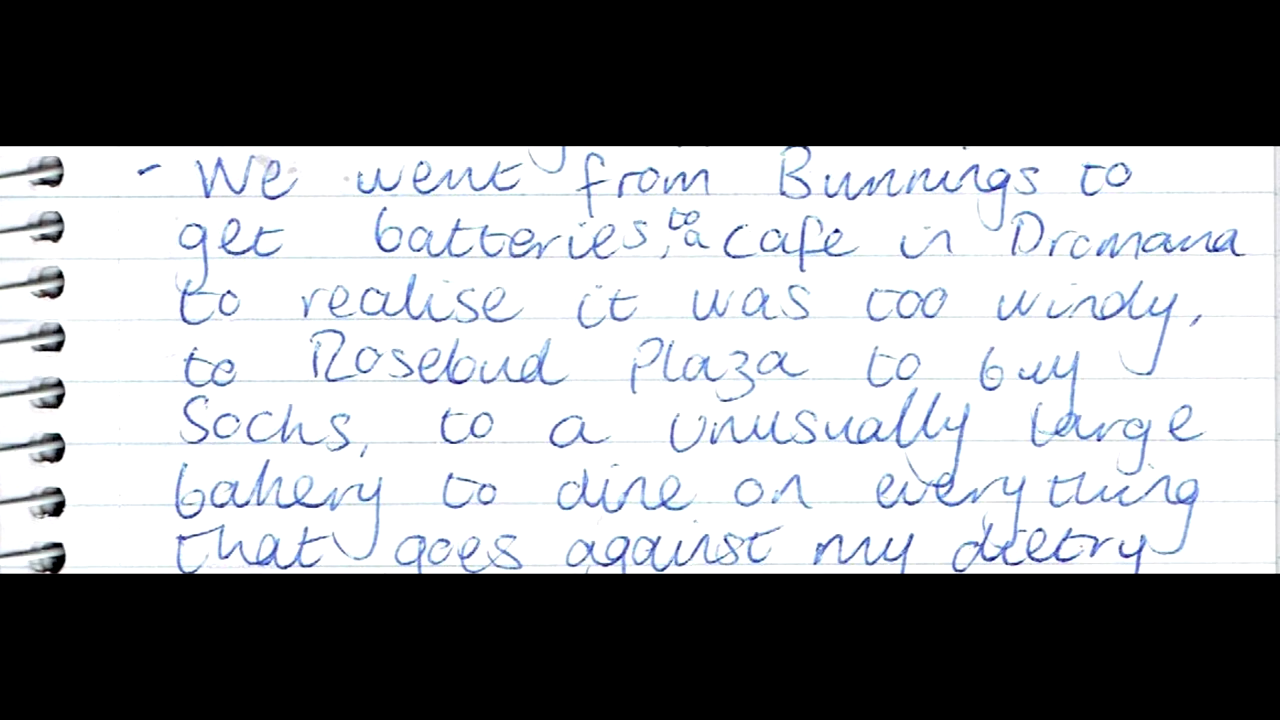 - We went from Bunnings to
get batteries, to a cafe in Dromana
to realise it was too windy,
to Rosebud Plaza to buy
Socks, to a unusually large
bakery to dine on everything
that goes against my dietry